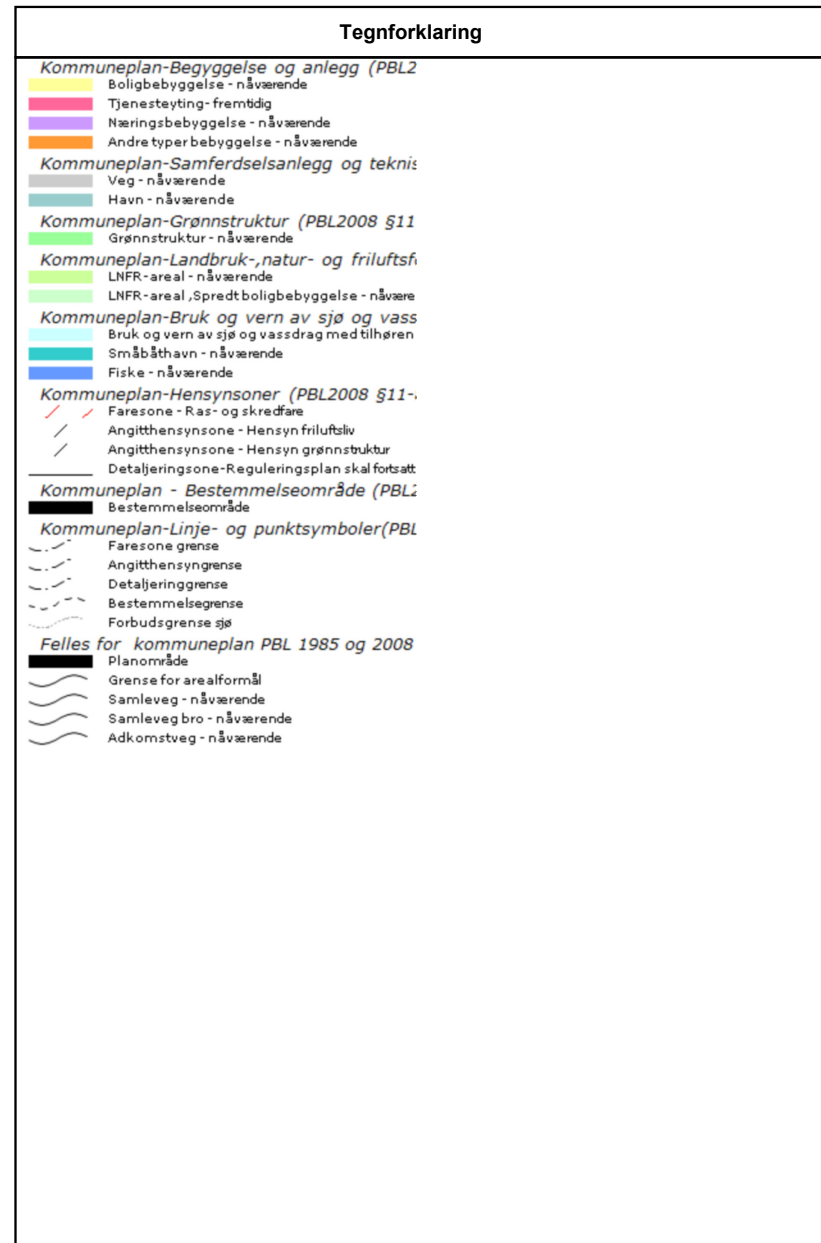 Tegnforklaring
Kommuneplan-Begyggelse og anlegg (PBL2
Boligbebyggelse - nåværende
Tjenesteyting- fremtidig
Næringsbebyggelse - nåværende
Andre typer bebyggelse - nåværende
Kommuneplan-Samferdselsanlegg og teknis
Veg - nåværende
Havn - nåværende
Kommuneplan-Grønnstruktur (PBL2008 §11
Grønnstruktur - nåværende
Kommuneplan-Landbruk-,natur- og friluftsf
LNFR-areal - nåværende
LNFR-areal ,Spredt boligbebyggelse - nåvære
Kommuneplan-Bruk og vern av sjø og vass
Bruk og vern av sjø og vassdrag med tilhøren
Småbåthavn - nåværende
Fiske - nåværende
Kommuneplan-Hensynsoner (PBL2008 §11-
Faresone - Ras- og skredfare
Angitthensynsone - Hensyn friluftsliv
Angitthensynsone - Hensyn grønnstruktur
Detaljeringsone-Reguleringsplan skal fortsatt
Kommuneplan - Bestemmelseområde (PBL2
Bestemmelseområde
Kommuneplan-Linje- og punktsymboler(PBL
Faresone grense
Angitthensyngrense
Detaljeringgrense
Bestemmelsegrense
Forbudsgrense sjø
Felles for kommuneplan PBL 1985 og 2008
Planområde
Grense for arealformål
Samleveg - nåværende
Samleveg bro - nåværende
Adkomstveg - nåværende